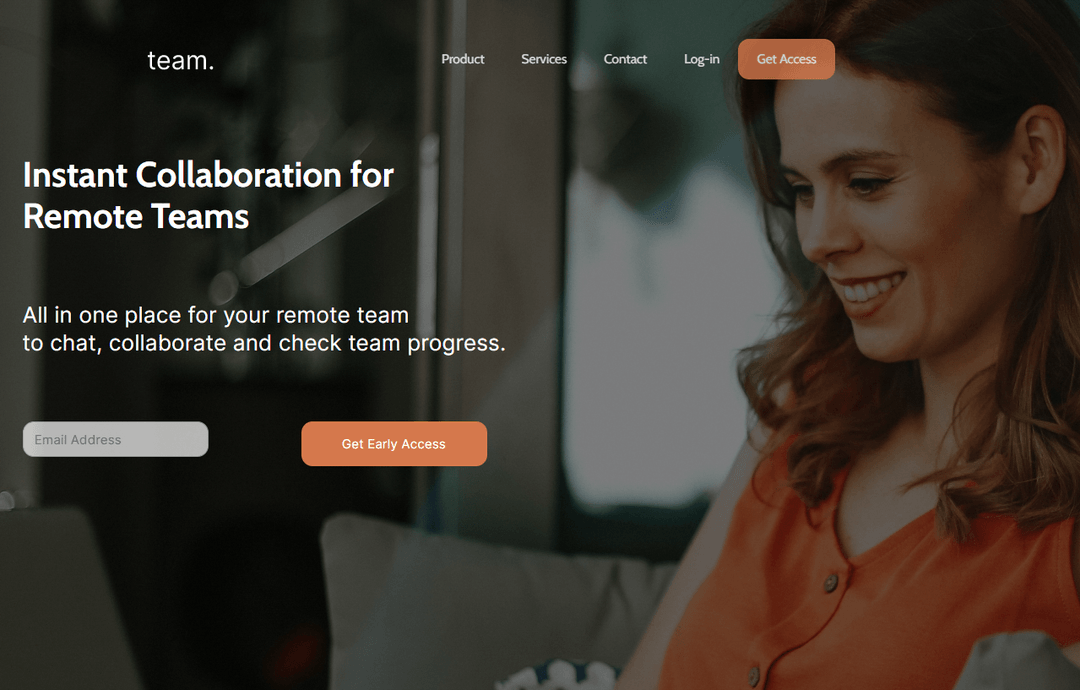 team.
Product
Services
Contact
Log-in
Get Access
Instant Collaboration for
Remote Teams
All in one place for your remote team
to chat, collaborate and check team progress.
Email Address
Get Early Access